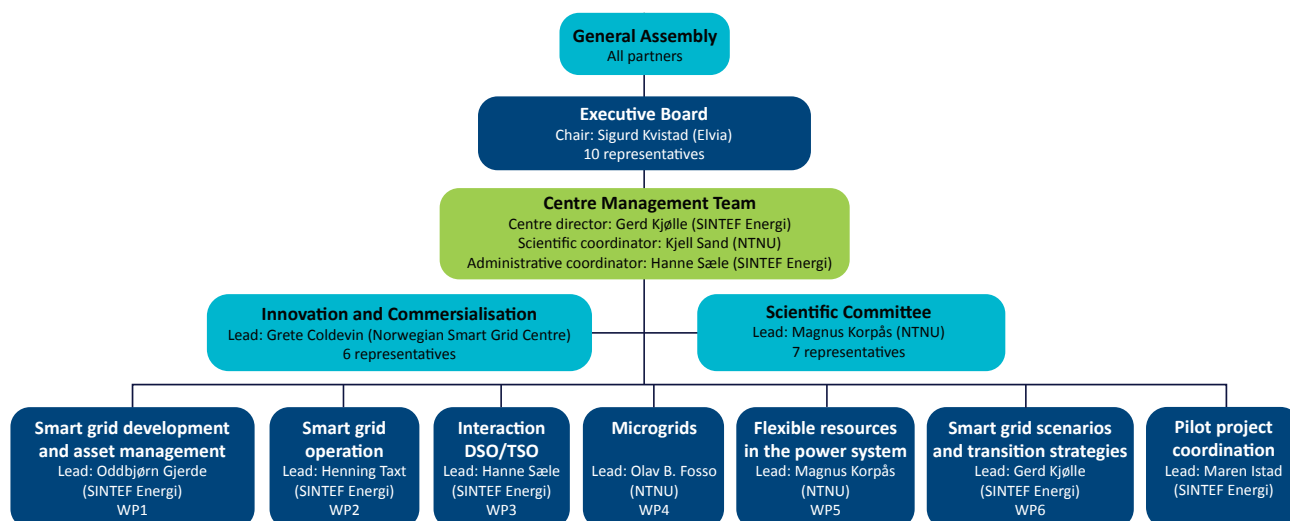 General Assembly
All partners
Executive Board
Chair: Sigurd Kvistad (Elvia)
10 representatives
Centre Management Team
Centre director: Gerd Kjølle (SINTEF Energi)
Scientific coordinator: Kjell Sand (NTNU)
Administrative coordinator: Hanne Sæle (SINTEF Energi)
Innovation and Commersialisation
Lead: Grete Coldevin (Norwegian Smart Grid Centre)
6 representatives
Scientific Committee
Lead: Magnus Korpås (NTNU)
7 representatives
Smart grid development
and asset management
Lead: Oddbjørn Gjerde
(SINTEF Energi)
WP1
Smart grid
operation
Lead: Henning Taxt
(SINTEF Energi)
WP2
Interaction
DSO/TSO
Lead: Hanne Sæle
(SINTEF Energi)
WP3
Microgrids
Lead: Olav B. Fosso
(NTNU)
WP4
Flexible resources
in the power system
Lead: Magnus Korpås
(NTNU)
WP5
Smart grid scenarios
and transition strategies
Lead: Gerd Kjølle
(SINTEF Energi)
WP6
Pilot project
coordination
Lead: Maren Istad
(SINTEF Energi)